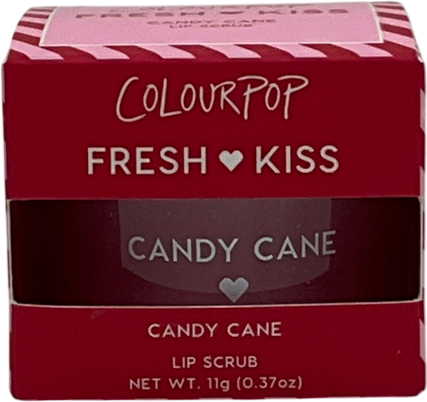 FRESH ♥ KISS
CANDY CANE
LIP SCRUB
COLOURPOP
FRESH ♥ KISS
CANDY CANE
♥
CANDY CANE
LIP SCRUB
NET WT. 11g (0.37oz)